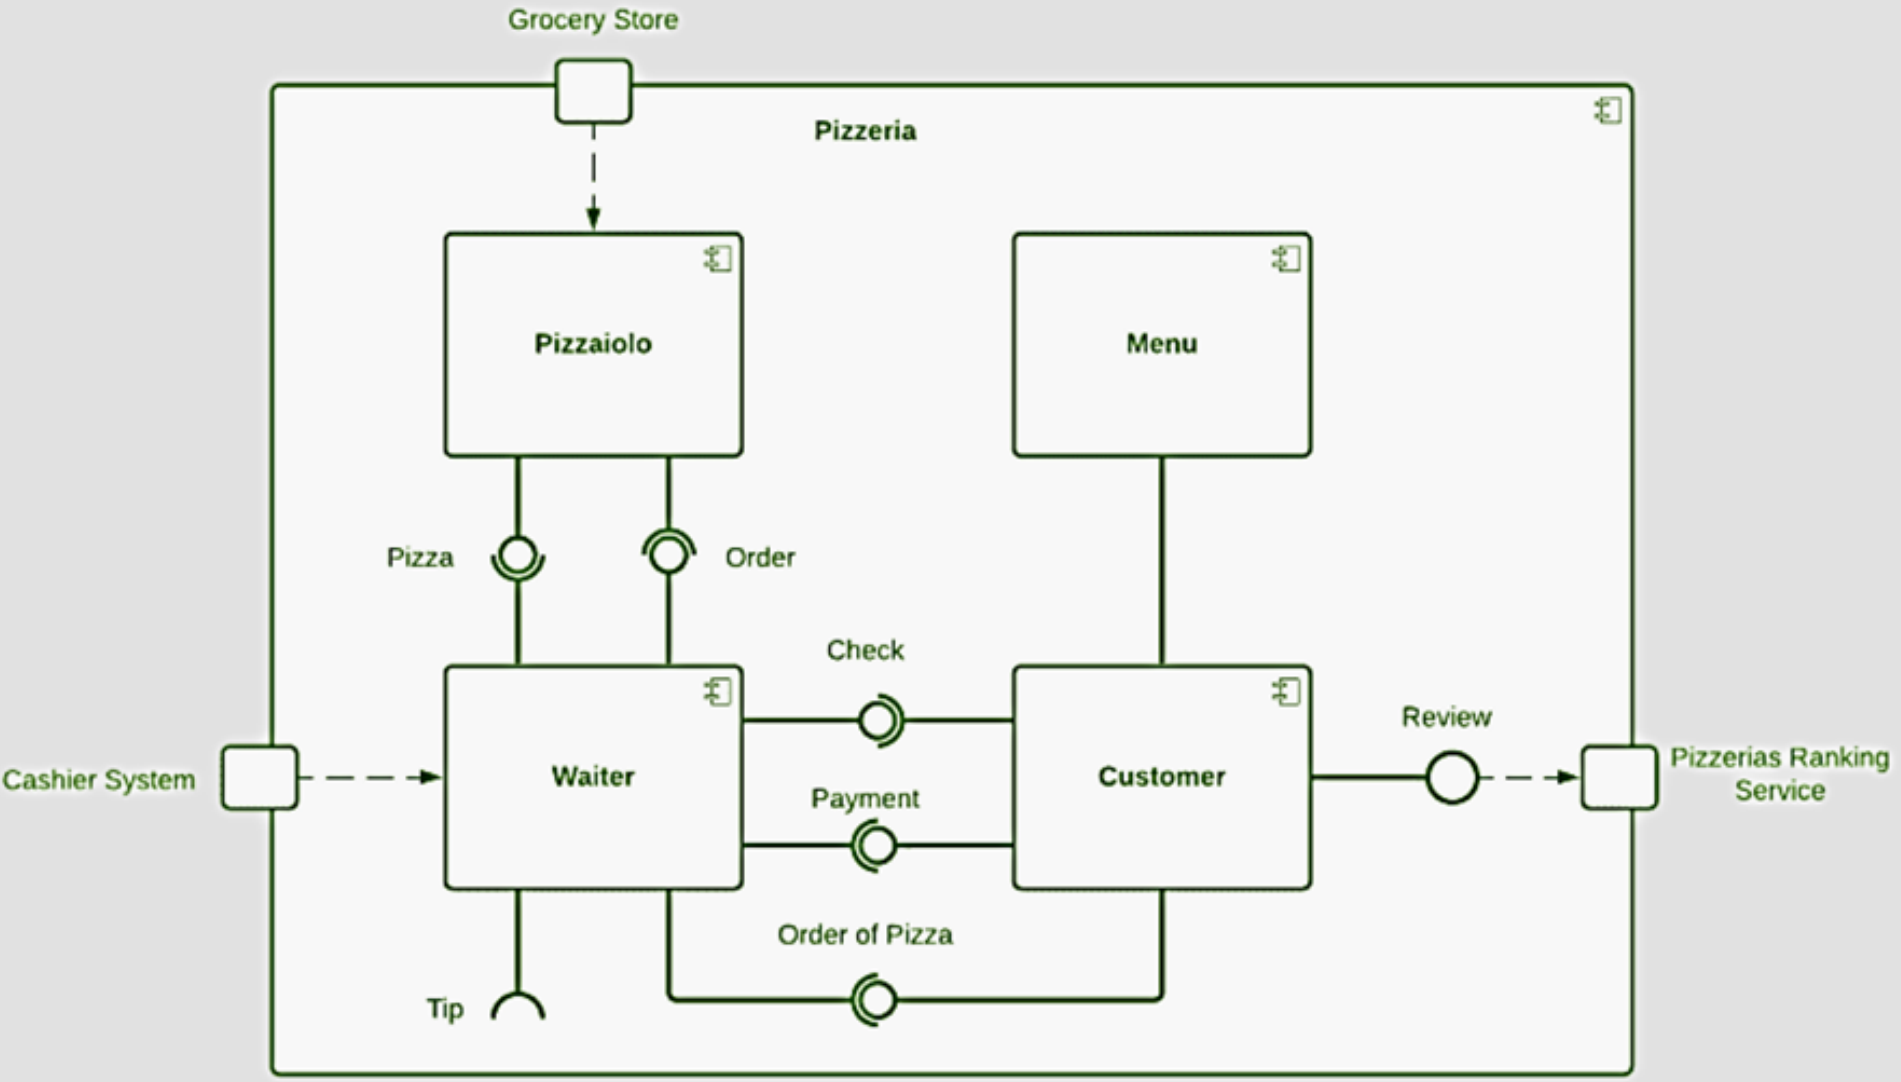 Grocery Store
Pizzeria
Pizzaiolo
Menu
Pizza
Order
Check
Review
Cashier System
Waiter
Customer
Pizzerias Ranking
Service
Payment
Order of Pizza
Tip